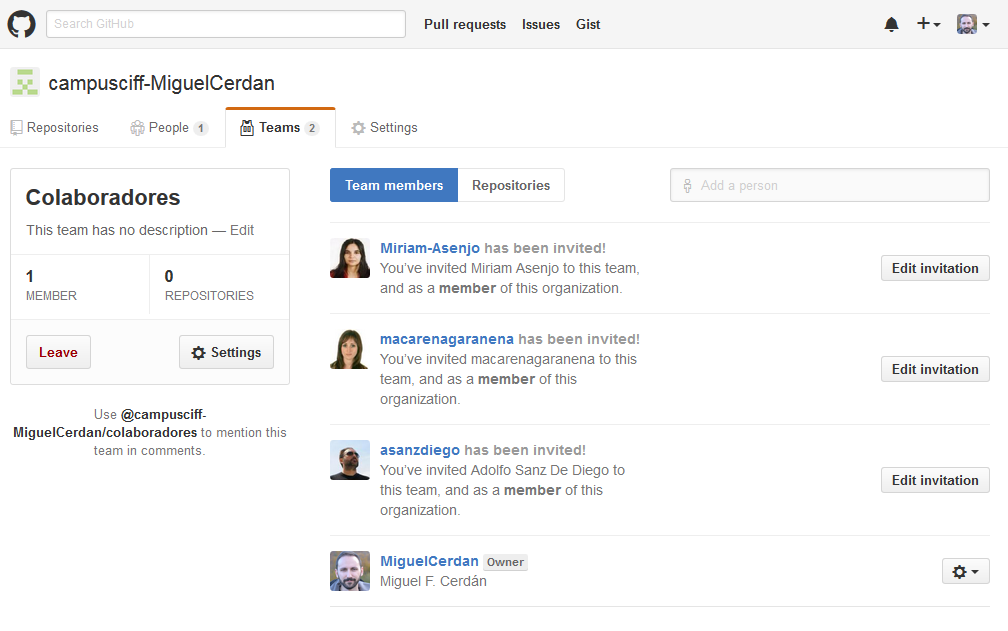 Search GitHub
Pull requests Issues Gist
campusciff-MiguelCerdan
Repositories People 1 Teams 2 Settings
Colaboradores
This team has no description — Edit
1
MEMBER
0
REPOSITORIES
Leave Settings
Use @campusciff-
MiguelCerdan/colaboradores to mention this
team in comments.
Team members Repositories
Add a person
Miriam-Asenjo has been invited!
You've invited Miriam Asenjo to this team,
and as a member of this organization.
Edit invitation
macarenagaranena has been invited!
You've invited macarenagaranena to this
team, and as a member of this
organization.
Edit invitation
asanzdiego has been invited!
You've invited Adolfo Sanz De Diego to
this team, and as a member of this
organization.
Edit invitation
MiguelCerdan Owner
Miguel F. Cerdán